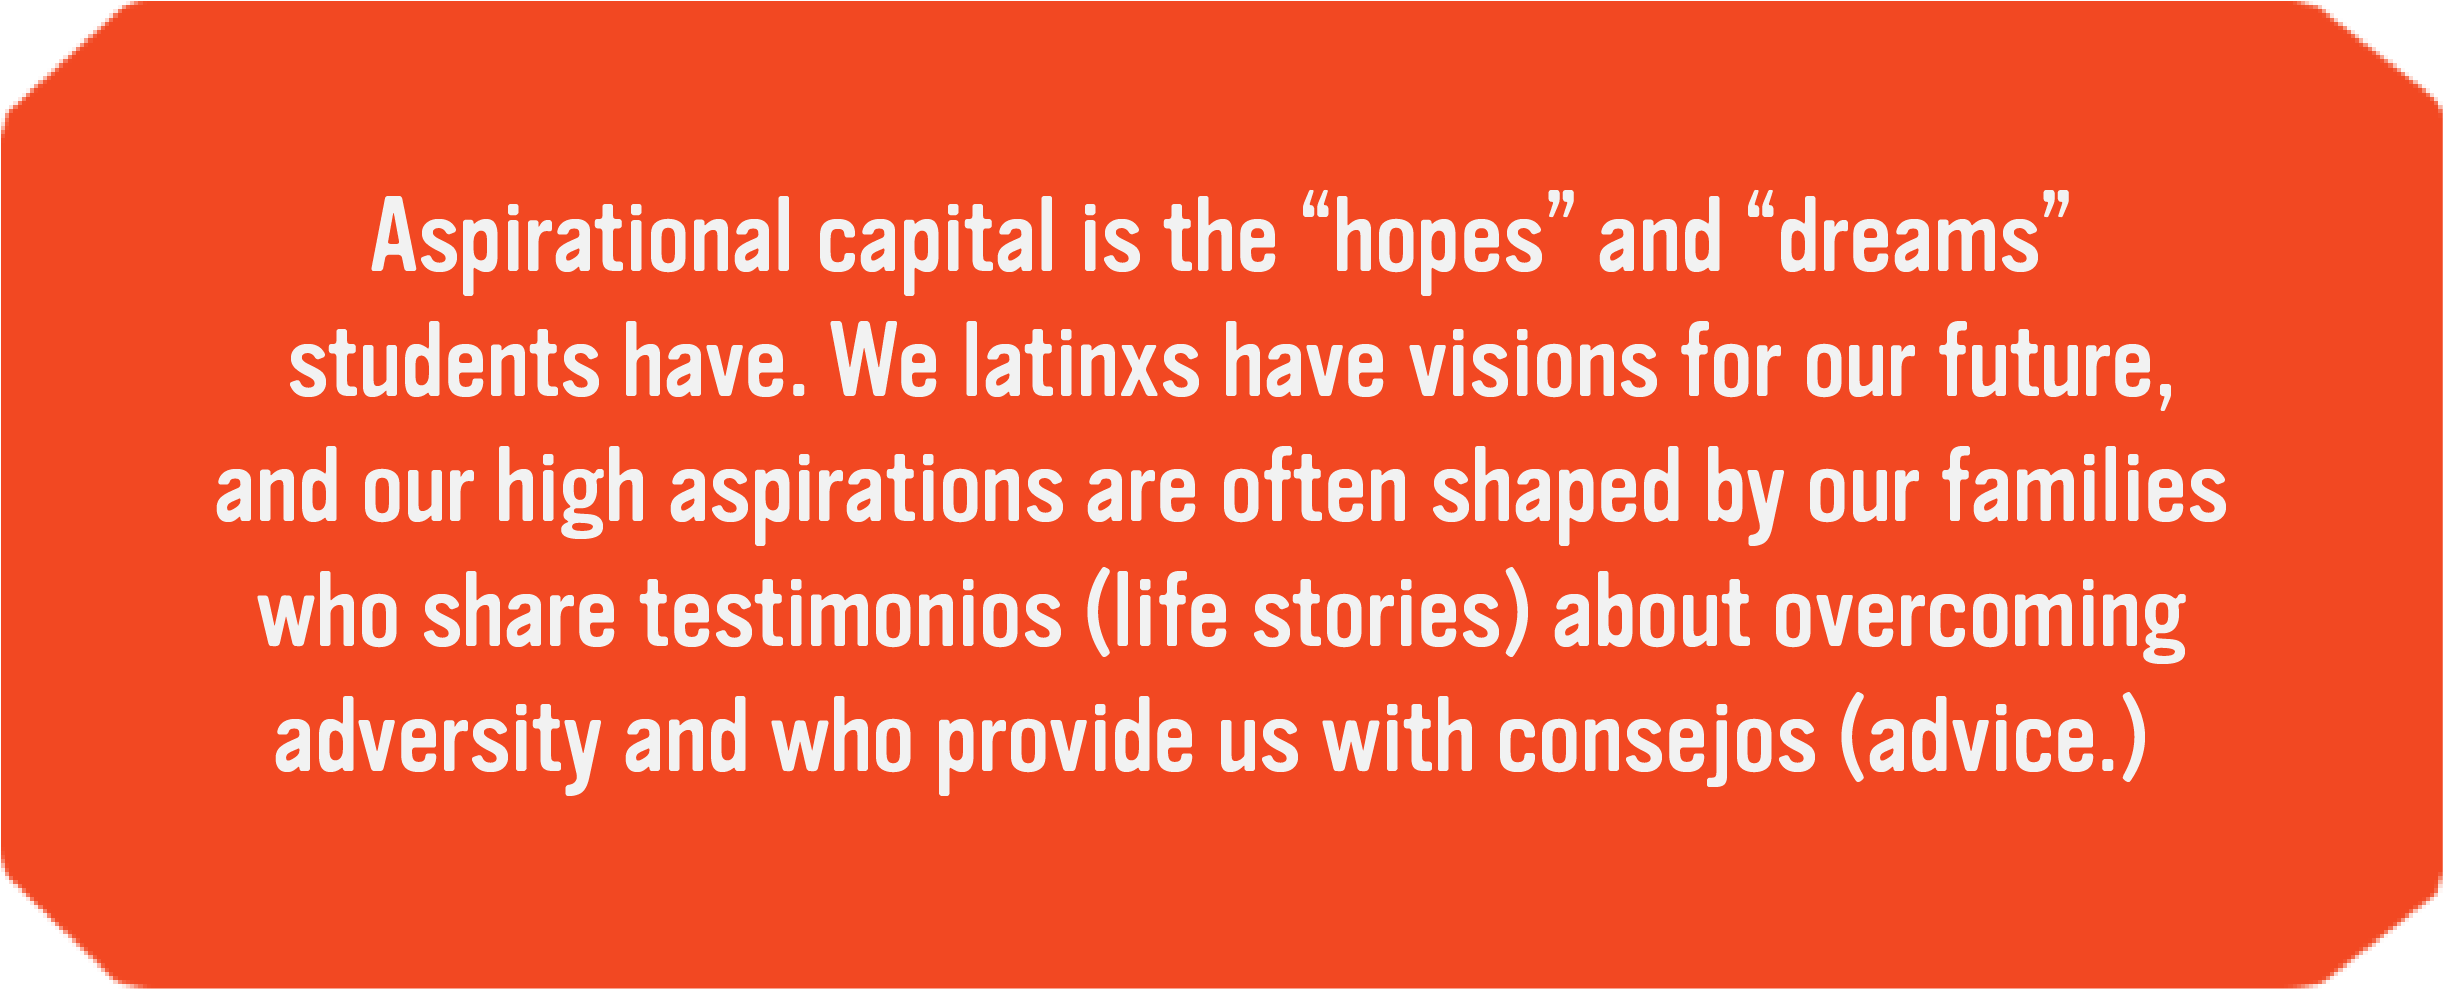 Aspirational capital is the “hopes” and “dreams”
students have. We latinxs have visions for our future,
and our high aspirations are often shaped by our families
who share testimonios (life stories) about overcoming
adversity and who provide us with consejos (advice.)